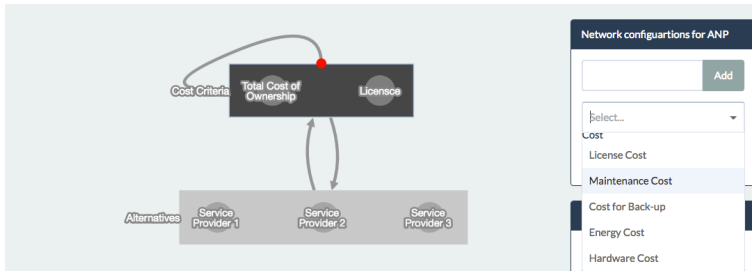 Network configuartions for ANP
Add
Select...
Cost
License Cost
Maintenance Cost
Cost for Back-up
Energy Cost
Hardware Cost
Cost Criteria
Total Cost of
Ownership
Licensce
Alternatives
Service
Provider 1
Service
Provider 2
Service
Provider 3